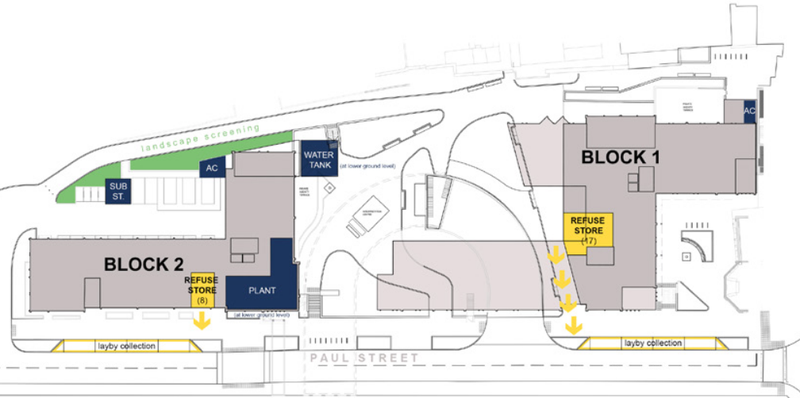 landscape screening
AC
SUB
ST.
WATER
TANK
(at lower ground level)
AC
BLOCK 1
REFUSE
STORE
(17)
BLOCK 2
REFUSE
STORE
(8)
PLANT
(at lower ground level)
layby collection
layby collection
PAUL STREET